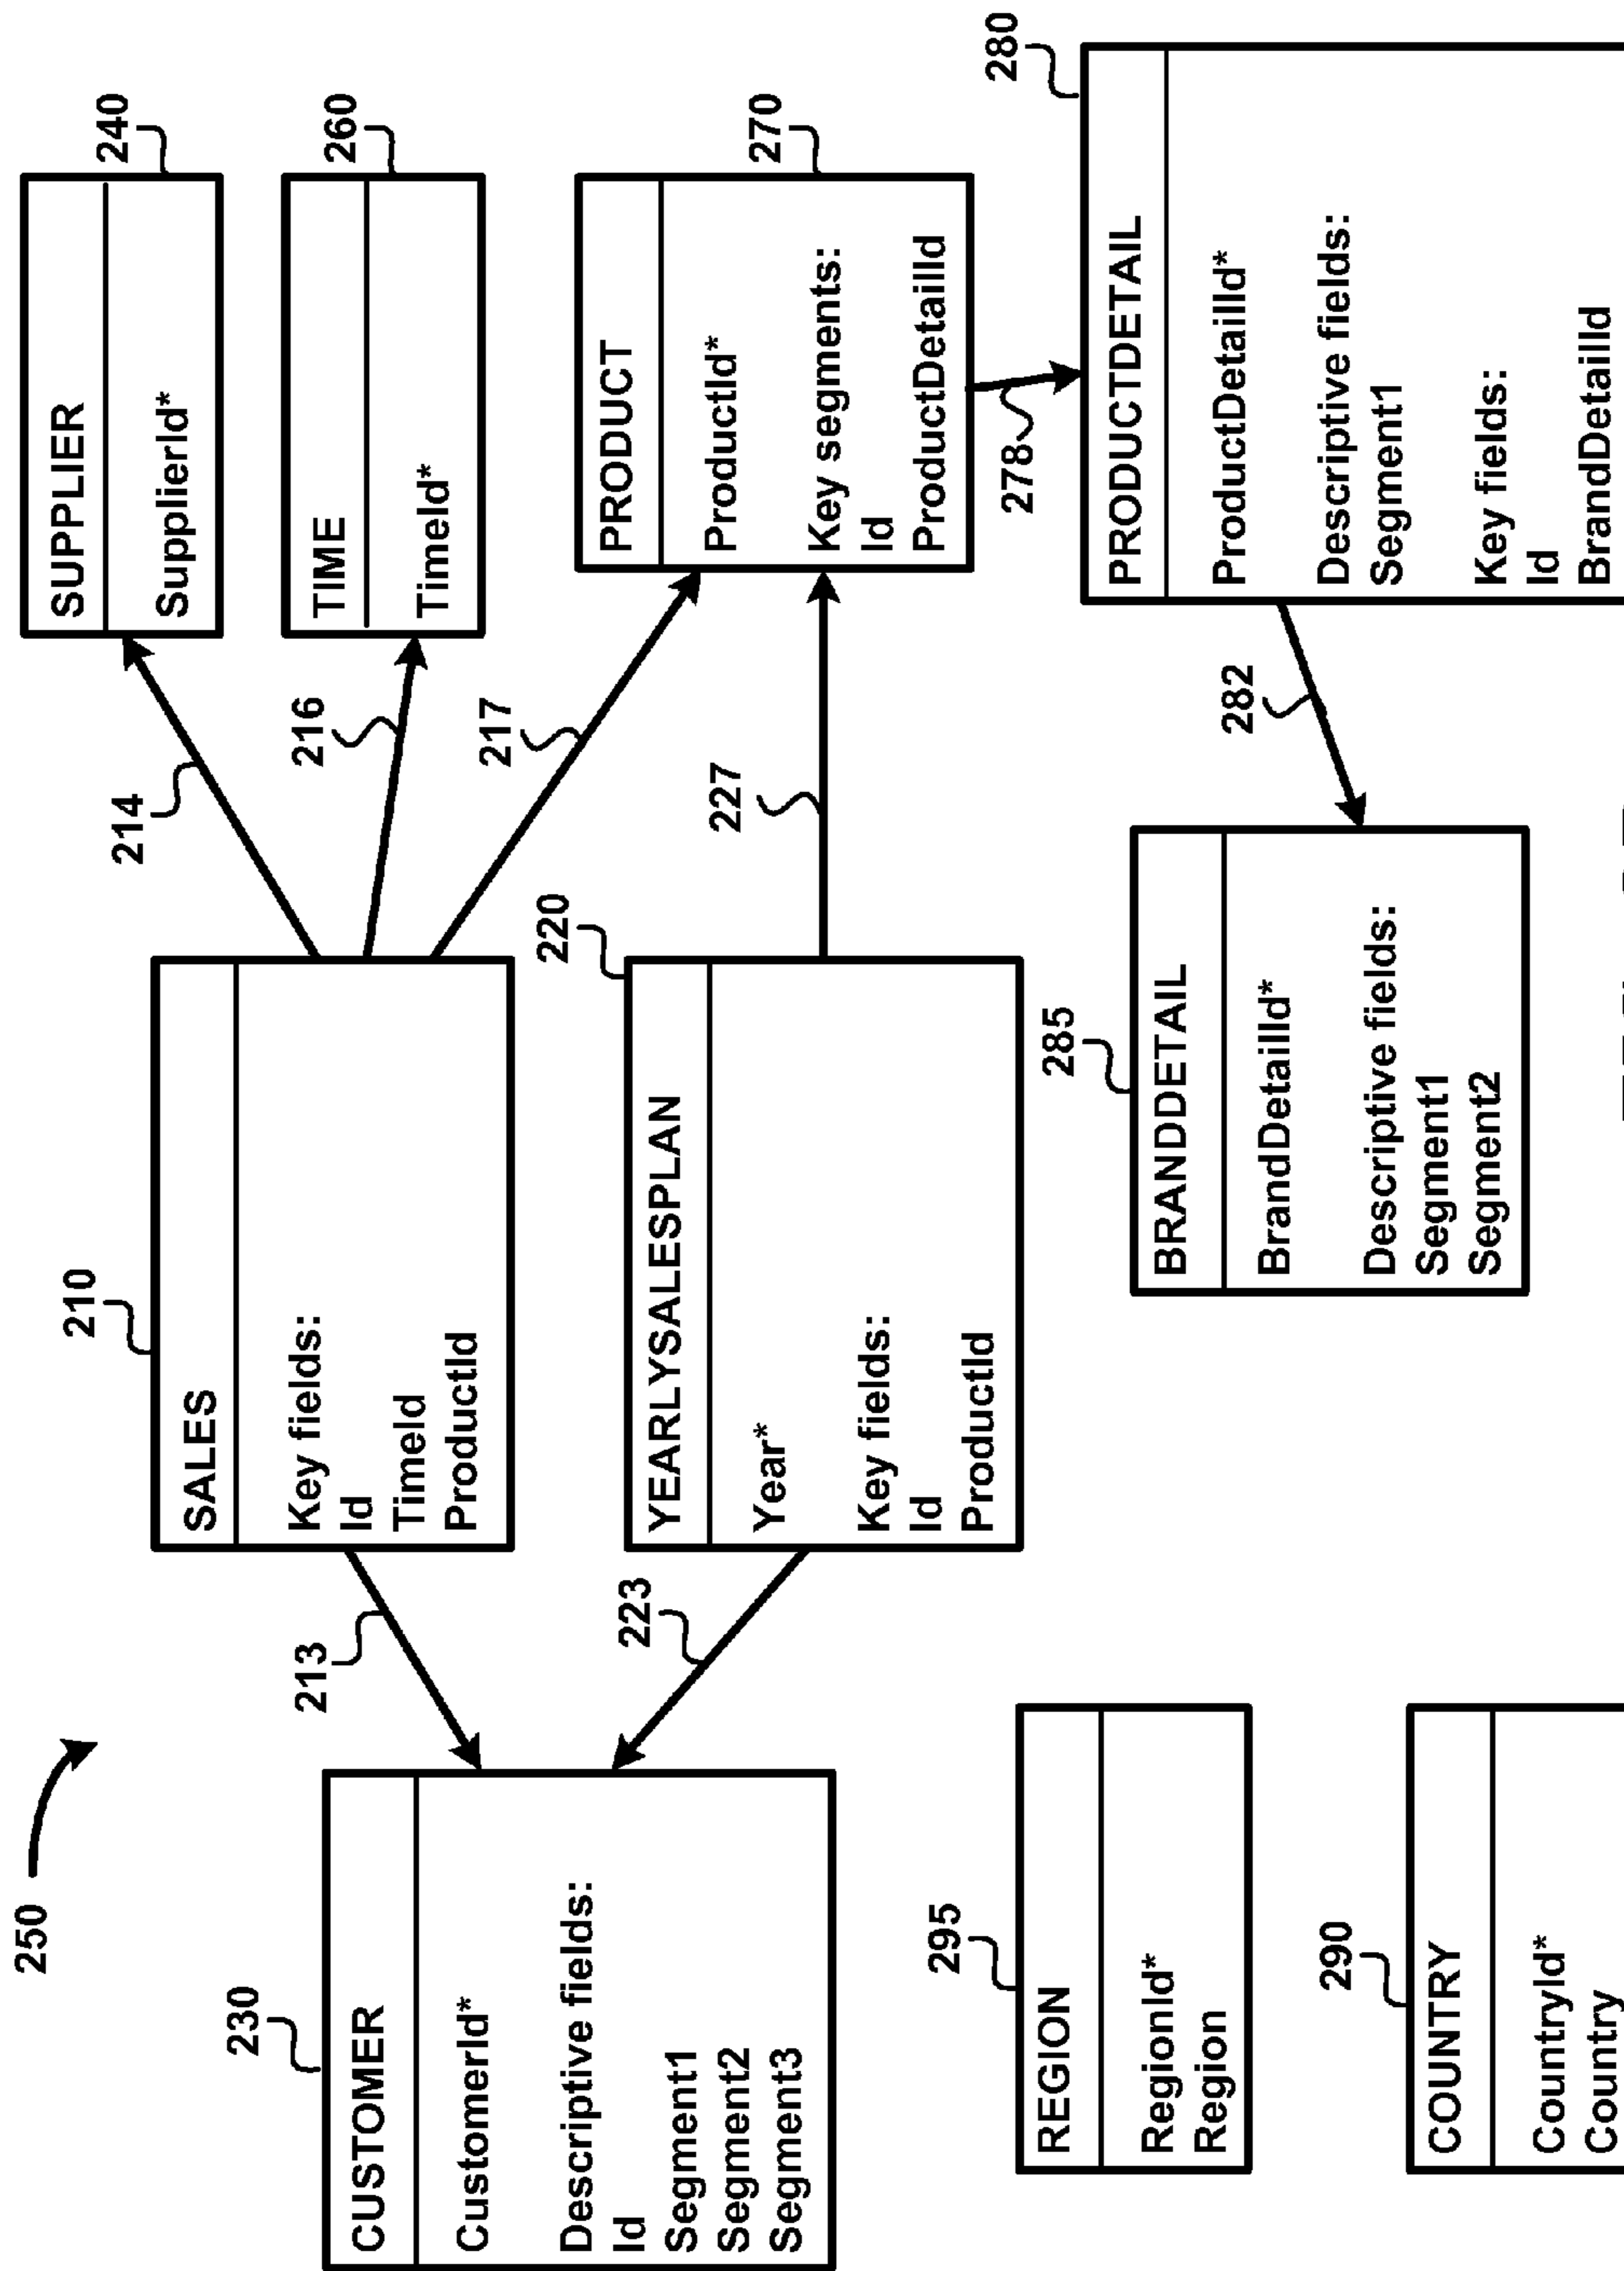 250
230
CUSTOMER
CustomerId*
Descriptive fields:
Id
Segment1
Segment2
Segment3
213
223
210
SALES
Key fields:
Id
TimeId
ProductId
214
216
217
240
SUPPLIER
SupplierId*
260
TIME
TimeId*
220
YEARLYSALESPLAN
Year*
Key fields:
Id
ProductId
227
270
PRODUCT
ProductId*
Key segments:
Id
ProductDetailId
278
295
REGION
RegionId*
Region
290
COUNTRY
CountryId*
Country
285
BRANDDETAIL
BrandDetailId*
Descriptive fields:
Segment1
Segment2
282
280
PRODUCTDETAIL
ProductDetailId*
Descriptive fields:
Segment1
Key fields:
Id
BrandDetailId